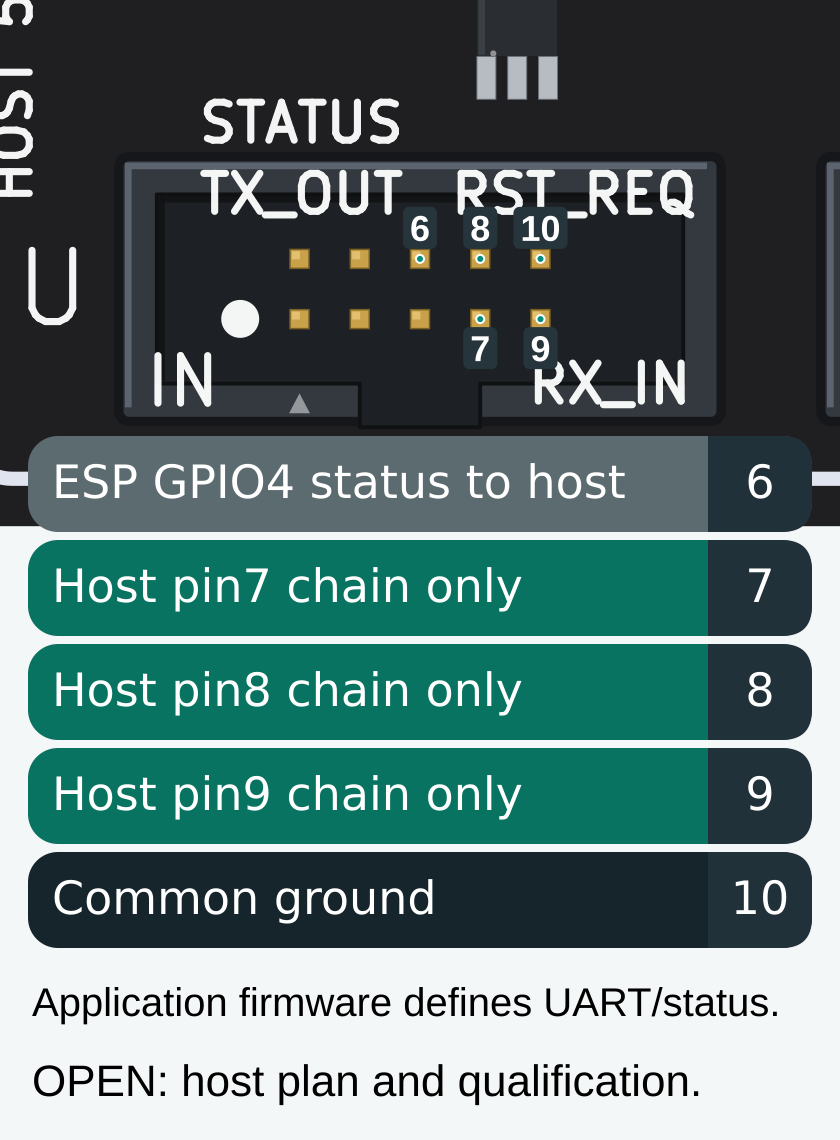 HOST 5
STATUS
TX_OUT RST_REQ
6 8 10
U
7 9
IN RX_IN
ESP GPIO4 status to host 6
Host pin7 chain only 7
Host pin8 chain only 8
Host pin9 chain only 9
Common ground 10
Application firmware defines UART/status.
OPEN: host plan and qualification.